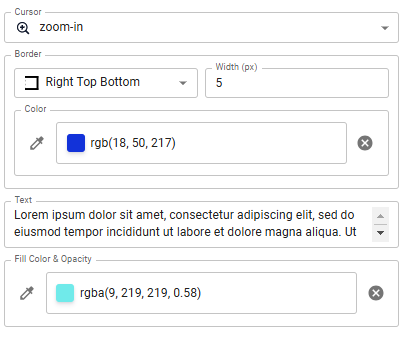 Cursor
zoom-in
Border
Right Top Bottom
Width (px)
5
Color
rgb(18, 50, 217)
Text
Lorem ipsum dolor sit amet, consectetur adipiscing elit, sed do
eiusmod tempor incididunt ut labore et dolore magna aliqua. Ut
Fill Color & Opacity
rgba(9, 219, 219, 0.58)